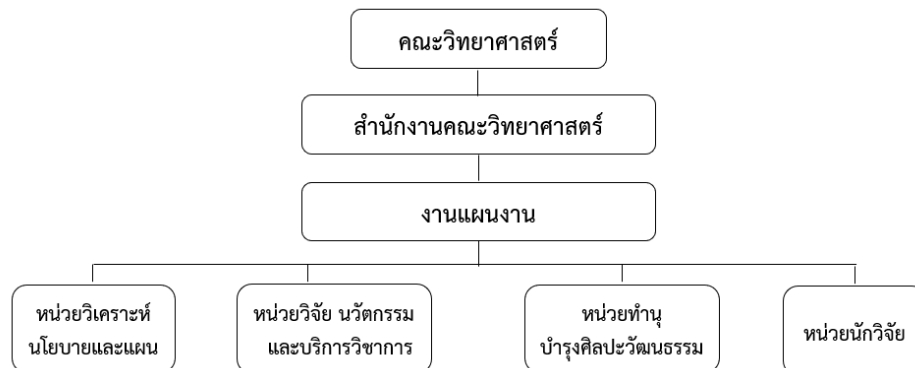 คณะวิทยาศาสตร์
สำนักงานคณะวิทยาศาสตร์
งานแผนงาน
หน่วยวิเคราะห์
นโยบายและแผน
หน่วยวิจัย นวัตกรรม
และบริการวิชาการ
หน่วยทำนุ
บำรุงศิลปะวัฒนธรรม
หน่วยนักวิจัย